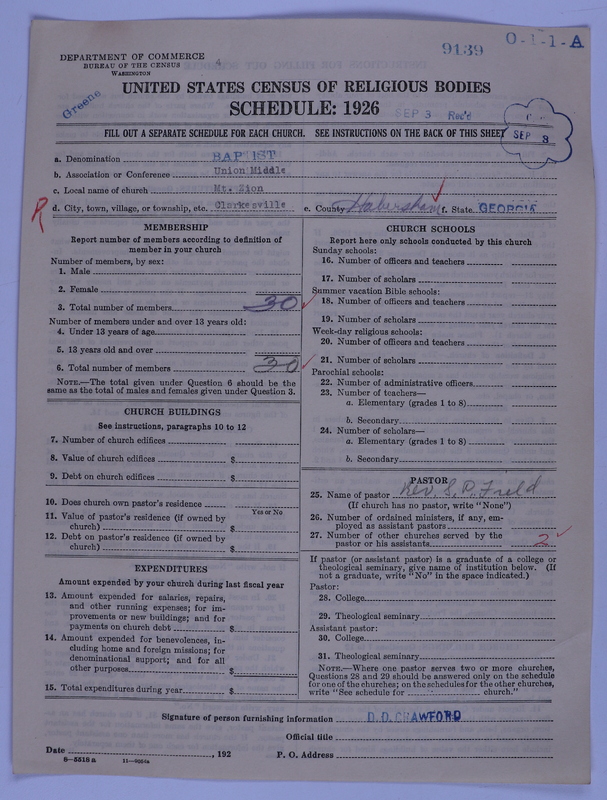 9139 O-1-1-A
DEPARTMENT OF COMMERCE
BUREAU OF THE CENSUS 4
WASHINGTON
Greene
UNITED STATES CENSUS OF RELIGIOUS BODIES
SCHEDULE: 1926
SEP 3 Rec'd
SEP 3
FILL OUT A SEPARATE SCHEDULE FOR EACH CHURCH. SEE INSTRUCTIONS ON THE BACK OF THIS SHEET
a. Denomination BAPTIST
b. Association or Conference Union Middle
c. Local name of church Mt. Zion
R d. City, town, village, or township, etc. Clarkesville e. County Habersham f. State GEORGIA
MEMBERSHIP
Report number of members according to definition of
member in your church
Number of members, by sex:
1. Male
2. Female
3. Total number of members 30
Number of members under and over 13 years old:
4. Under 13 years of age
5. 13 years old and over
6. Total number of members 30
NOTE.—The total given under Question 6 should be the
same as the total of males and females given under Question 3.
CHURCH BUILDINGS
See instructions, paragraphs 10 to 12
7. Number of church edifices
8. Value of church edifices $
9. Debt on church edifices $
10. Does church own pastor's residence
Yes or No
11. Value of pastor's residence (if owned by
church) $
12. Debt on pastor's residence (if owned by
church) $
EXPENDITURES
Amount expended by your church during last fiscal year
13. Amount expended for salaries, repairs,
and other running expenses; for im-
provements or new buildings; and for
payments on church debt $
14. Amount expended for benevolences, in-
cluding home and foreign missions; for
denominational support; and for all
other purposes $
15. Total expenditures during year $
CHURCH SCHOOLS
Report here only schools conducted by this church
Sunday schools:
16. Number of officers and teachers
17. Number of scholars
Summer vacation Bible schools:
18. Number of officers and teachers
19. Number of scholars
Week-day religious schools:
20. Number of officers and teachers
21. Number of scholars
Parochial schools:
22. Number of administrative officers
23. Number of teachers—
a. Elementary (grades 1 to 8)
b. Secondary
24. Number of scholars—
a. Elementary (grades 1 to 8)
b. Secondary
PASTOR
25. Name of pastor Rev. S. P. Field
(If church has no pastor, write "None")
26. Number of ordained ministers, if any, em-
ployed as assistant pastors
27. Number of other churches served by the
pastor or his assistants 2
If pastor (or assistant pastor) is a graduate of a college or
theological seminary, give name of institution below. (If
not a graduate, write "No" in the space indicated.)
Pastor:
28. College
29. Theological seminary
Assistant pastor:
30. College
31. Theological seminary
NOTE.—Where one pastor serves two or more churches,
Questions 28 and 29 should be answered only on the schedule
for one of the churches; on the schedules for the other churches,
write "See schedule for church."
Signature of person furnishing information D. D. CRAWFORD
Official title
Date , 192 P. O. Address
8—5518 a